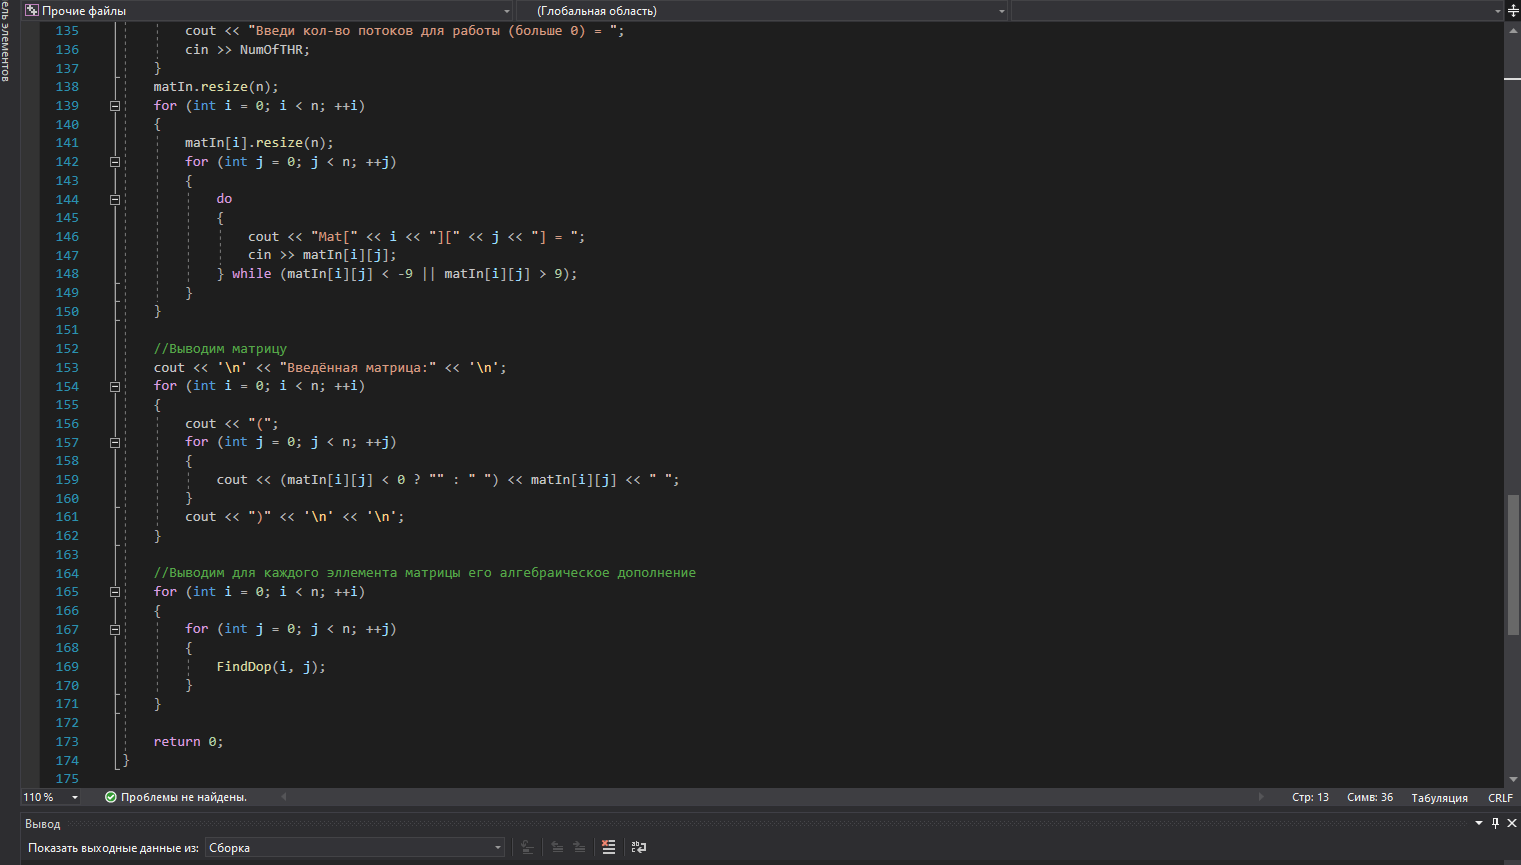 ель элементов
Прочие файлы (Глобальная область)
135 cout << "Введи кол-во потоков для работы (больше 0) = ";
136 cin >> NumOfTHR;
137 }
138 matIn.resize(n);
139 for (int i = 0; i < n; ++i)
140 {
141 matIn[i].resize(n);
142 for (int j = 0; j < n; ++j)
143 {
144 do
145 {
146 cout << "Mat[" << i << "][" << j << "] = ";
147 cin >> matIn[i][j];
148 } while (matIn[i][j] < -9 || matIn[i][j] > 9);
149 }
150 }
151
152 //Выводим матрицу
153 cout << '\n' << "Введённая матрица:" << '\n';
154 for (int i = 0; i < n; ++i)
155 {
156 cout << "(";
157 for (int j = 0; j < n; ++j)
158 {
159 cout << (matIn[i][j] < 0 ? "" : " ") << matIn[i][j] << " ";
160 }
161 cout << ")" << '\n' << '\n';
162 }
163
164 //Выводим для каждого эллемента матрицы его алгебраическое дополнение
165 for (int i = 0; i < n; ++i)
166 {
167 for (int j = 0; j < n; ++j)
168 {
169 FindDop(i, j);
170 }
171 }
172
173 return 0;
174 }
175
110 % Проблемы не найдены. Стр: 13 Симв: 36 Табуляция CRLF
Вывод
Показать выходные данные из: Сборка